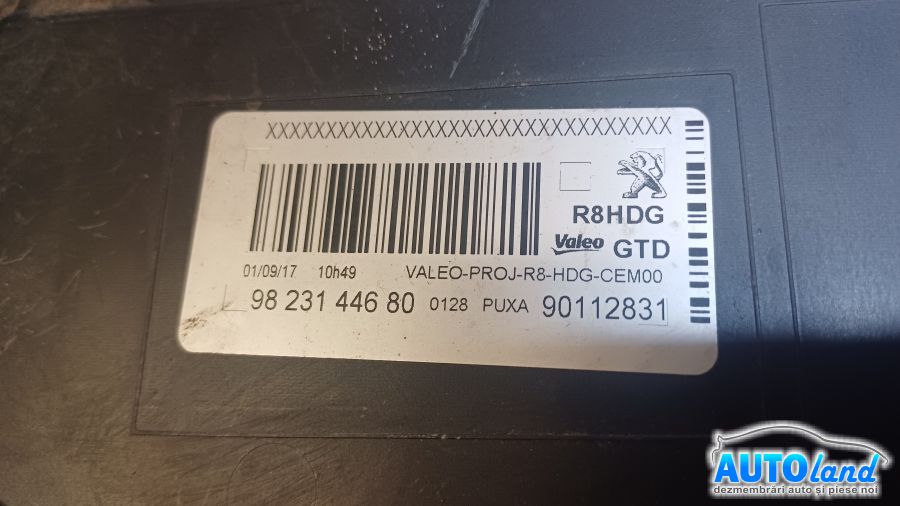 XXXXXXXXXXXXXXXXXXXXXXXXXXXXXXXXXX
R8HDG
Valeo GTD
01/09/17 10h49 VALEO-PROJ-R8-HDG-CEM00
98 231 446 80 0128 PUXA 90112831
AUTOland
dezmembrări auto și piese noi